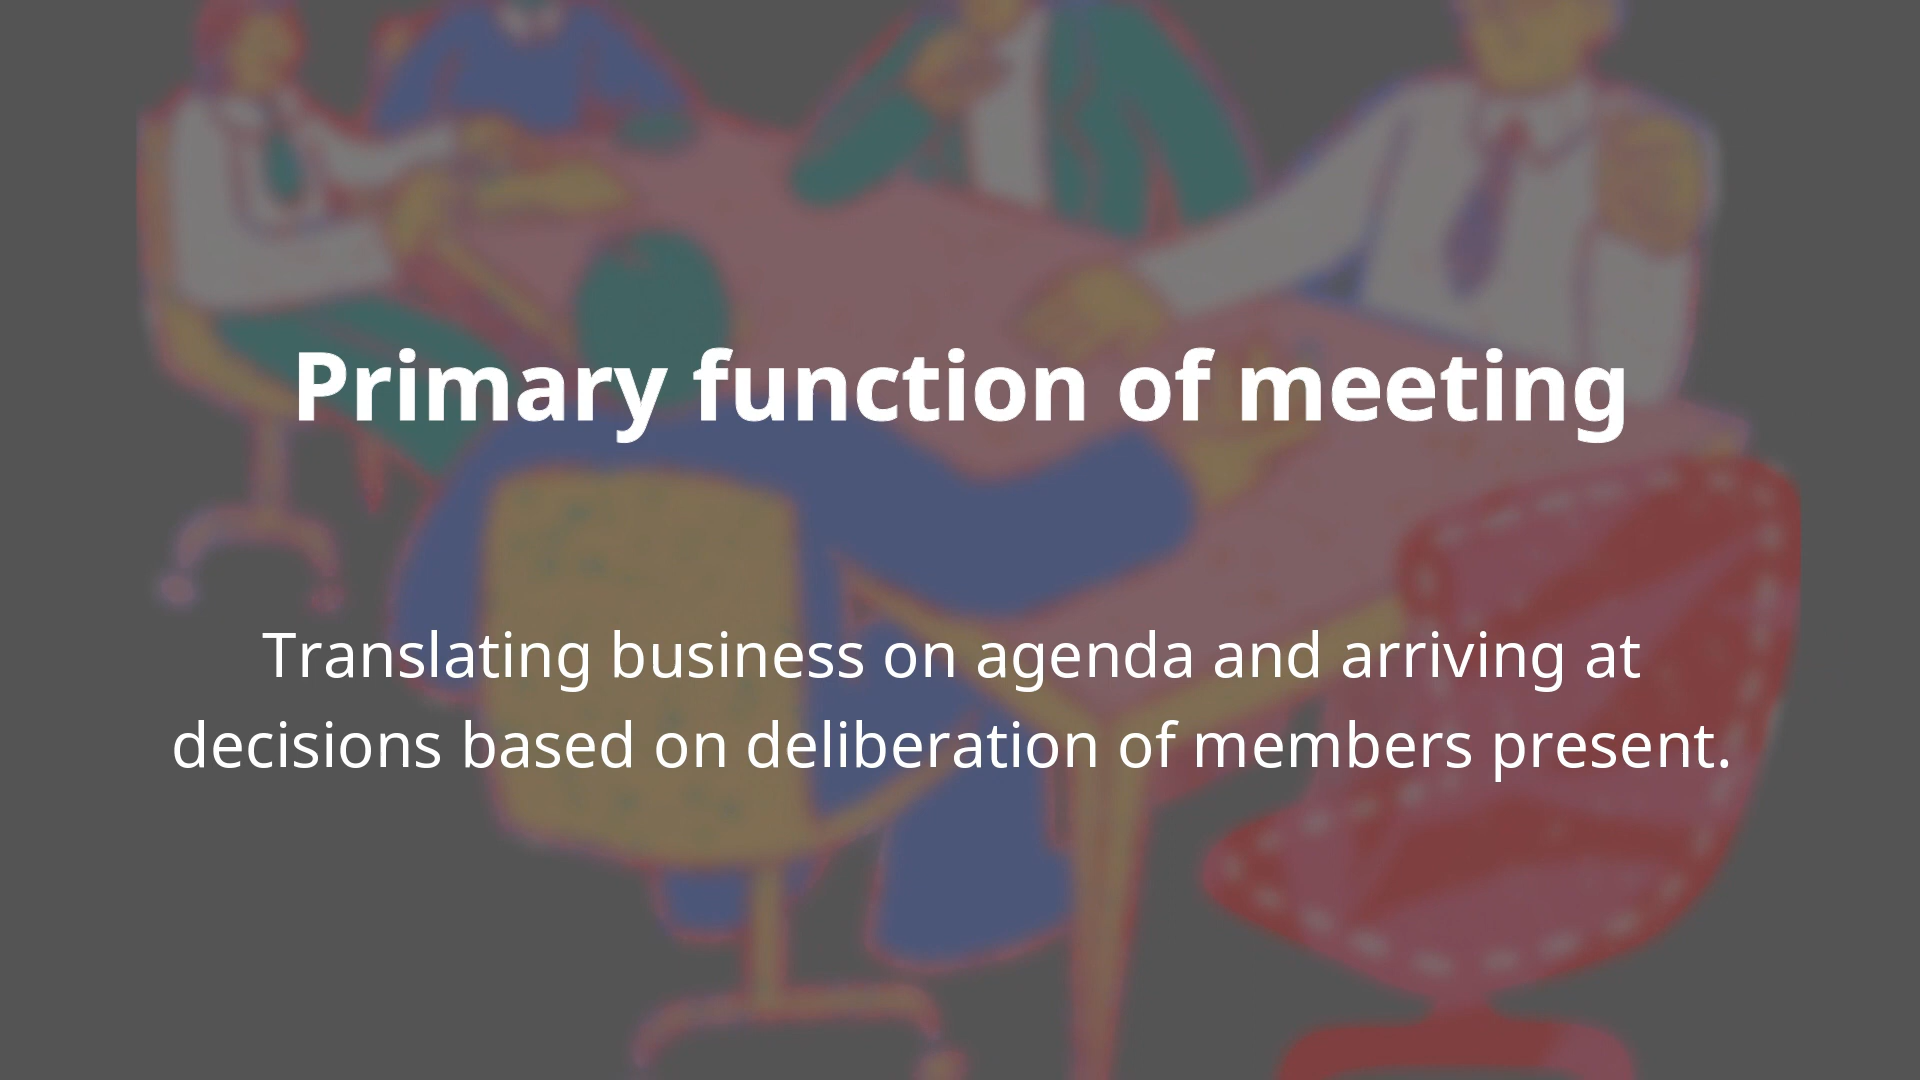 Primary function of meeting
Translating business on agenda and arriving at
decisions based on deliberation of members present.